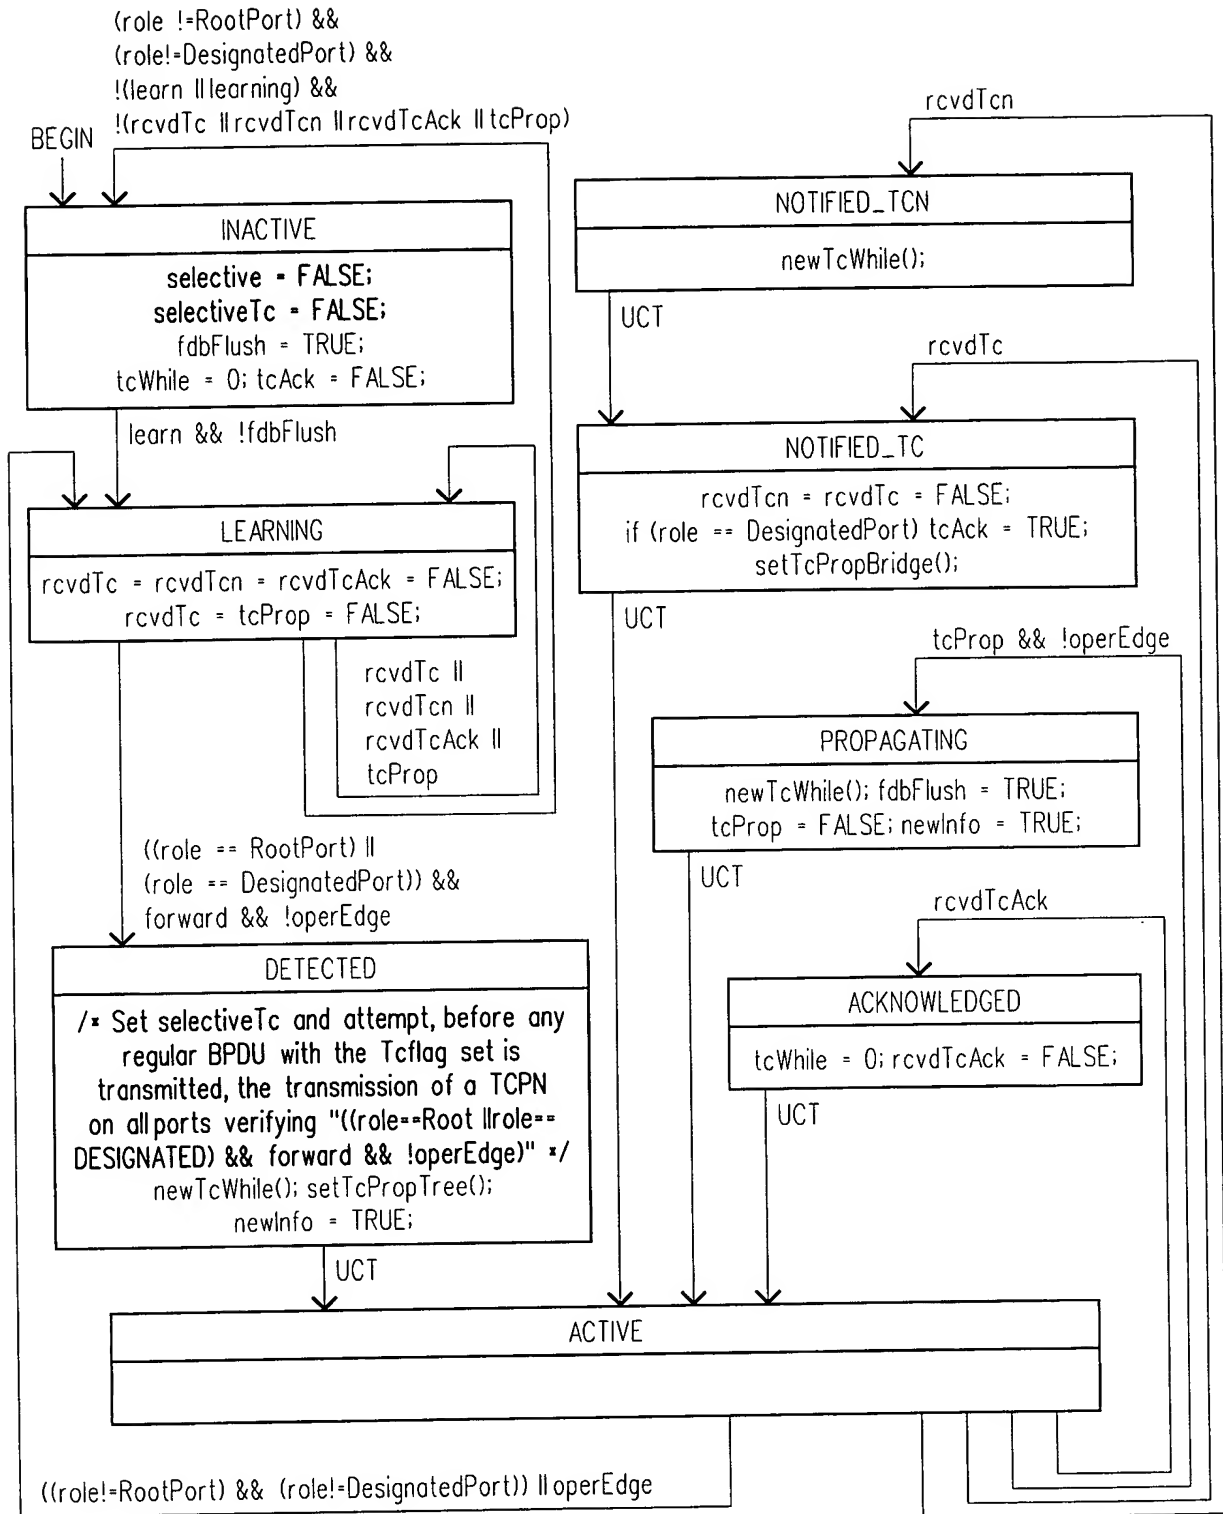 (role !=RootPort) &&
(role!=DesignatedPort) &&
!(learn || learning) &&
!(rcvdTc || rcvdTcn || rcvdTcAck || tcProp)
BEGIN
INACTIVE
selective = FALSE;
selectiveTc = FALSE;
fdbFlush = TRUE;
tcWhile = 0; tcAck = FALSE;
learn && !fdbFlush
LEARNING
rcvdTc = rcvdTcn = rcvdTcAck = FALSE;
rcvdTc = tcProp = FALSE;
rcvdTc ||
rcvdTcn ||
rcvdTcAck ||
tcProp
((role == RootPort) ||
(role == DesignatedPort)) &&
forward && !operEdge
DETECTED
/* Set selectiveTc and attempt, before any
regular BPDU with the Tcflag set is
transmitted, the transmission of a TCPN
on all ports verifying "((role==Root ||role==
DESIGNATED) && forward && !operEdge)" */
newTcWhile(); setTcPropTree();
newInfo = TRUE;
UCT
rcvdTcn
NOTIFIED_TCN
newTcWhile();
UCT
rcvdTc
NOTIFIED_TC
rcvdTcn = rcvdTc = FALSE;
if (role == DesignatedPort) tcAck = TRUE;
setTcPropBridge();
UCT
tcProp && !operEdge
PROPAGATING
newTcWhile(); fdbFlush = TRUE;
tcProp = FALSE; newInfo = TRUE;
UCT
rcvdTcAck
ACKNOWLEDGED
tcWhile = 0; rcvdTcAck = FALSE;
UCT
ACTIVE
((role!=RootPort) && (role!=DesignatedPort)) || operEdge